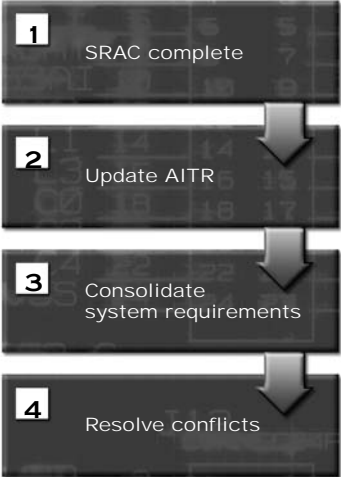 1
SRAC complete
2
Update AITR
3
Consolidate
system requirements
4
Resolve conflicts